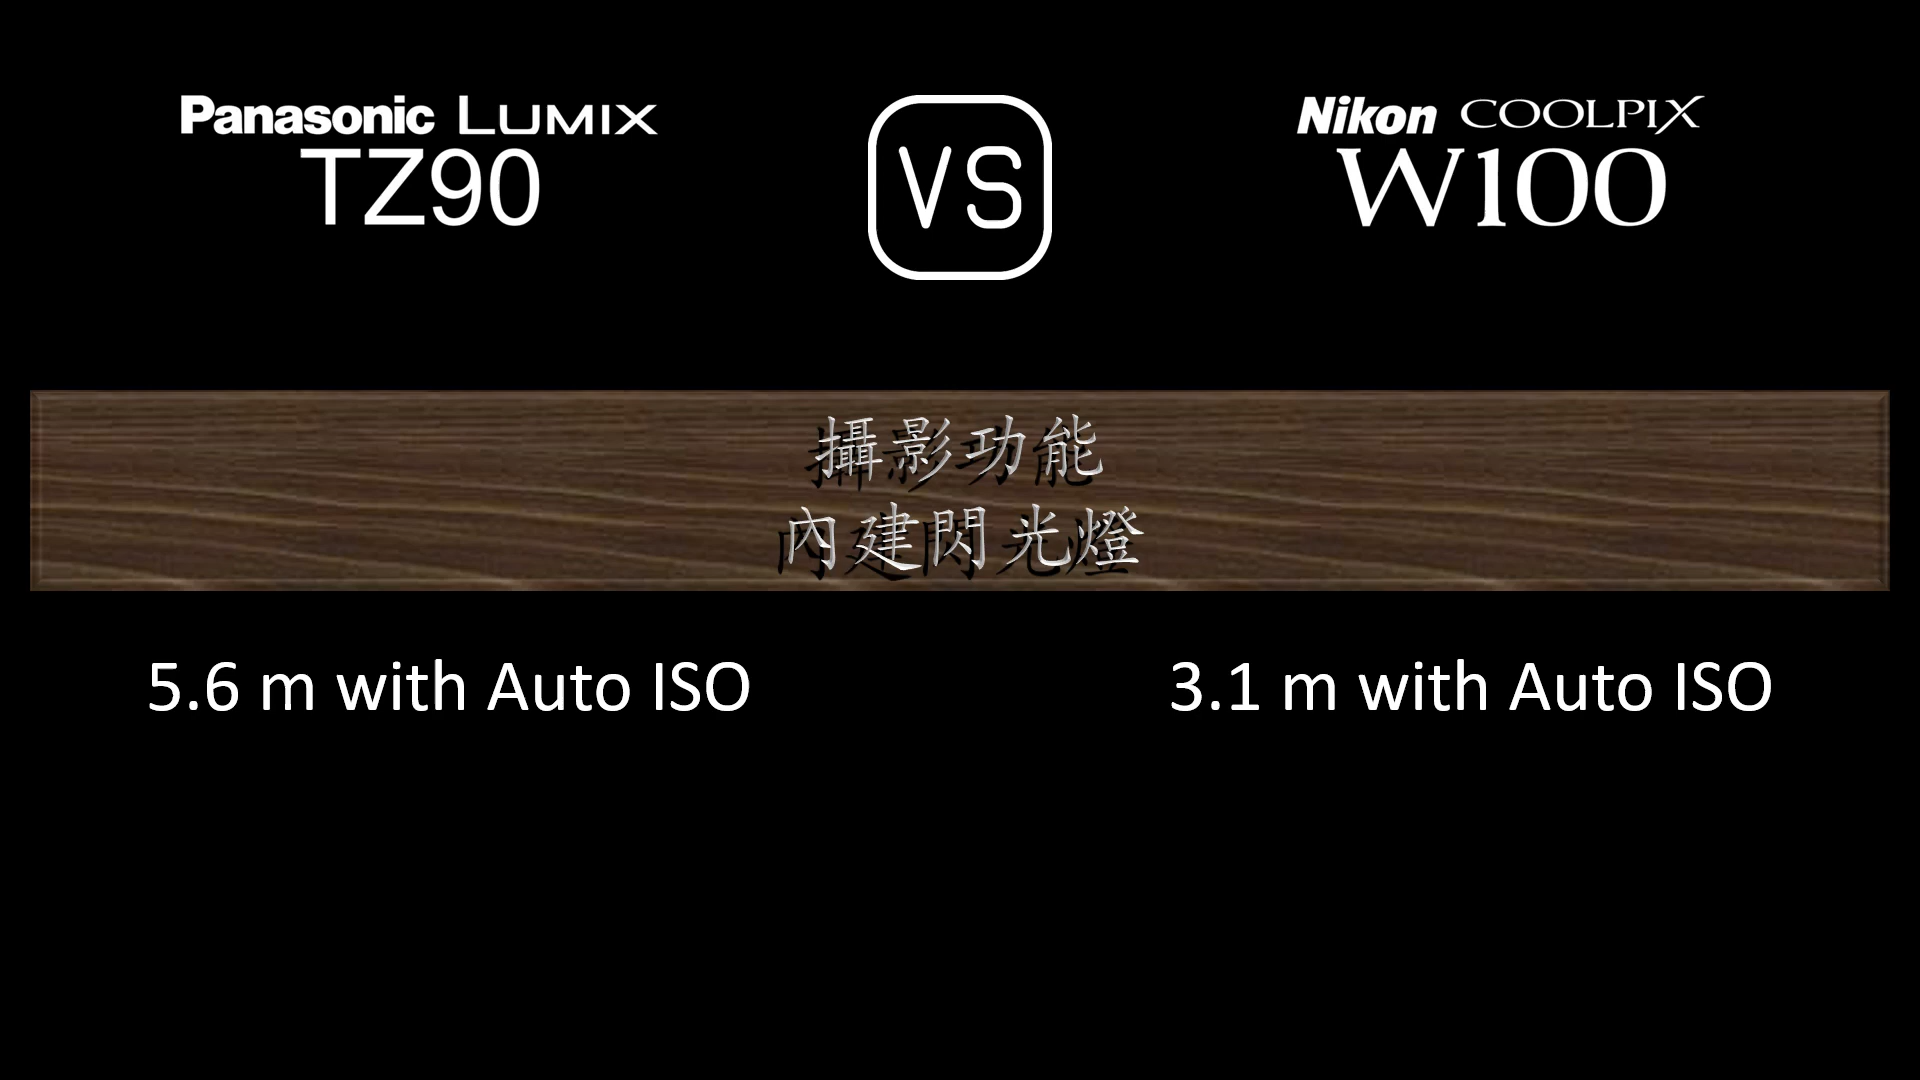 Panasonic LUMIX
TZ90
VS
Nikon COOLPIX
W100
攝影功能
內建閃光燈
5.6 m with Auto ISO
3.1 m with Auto ISO